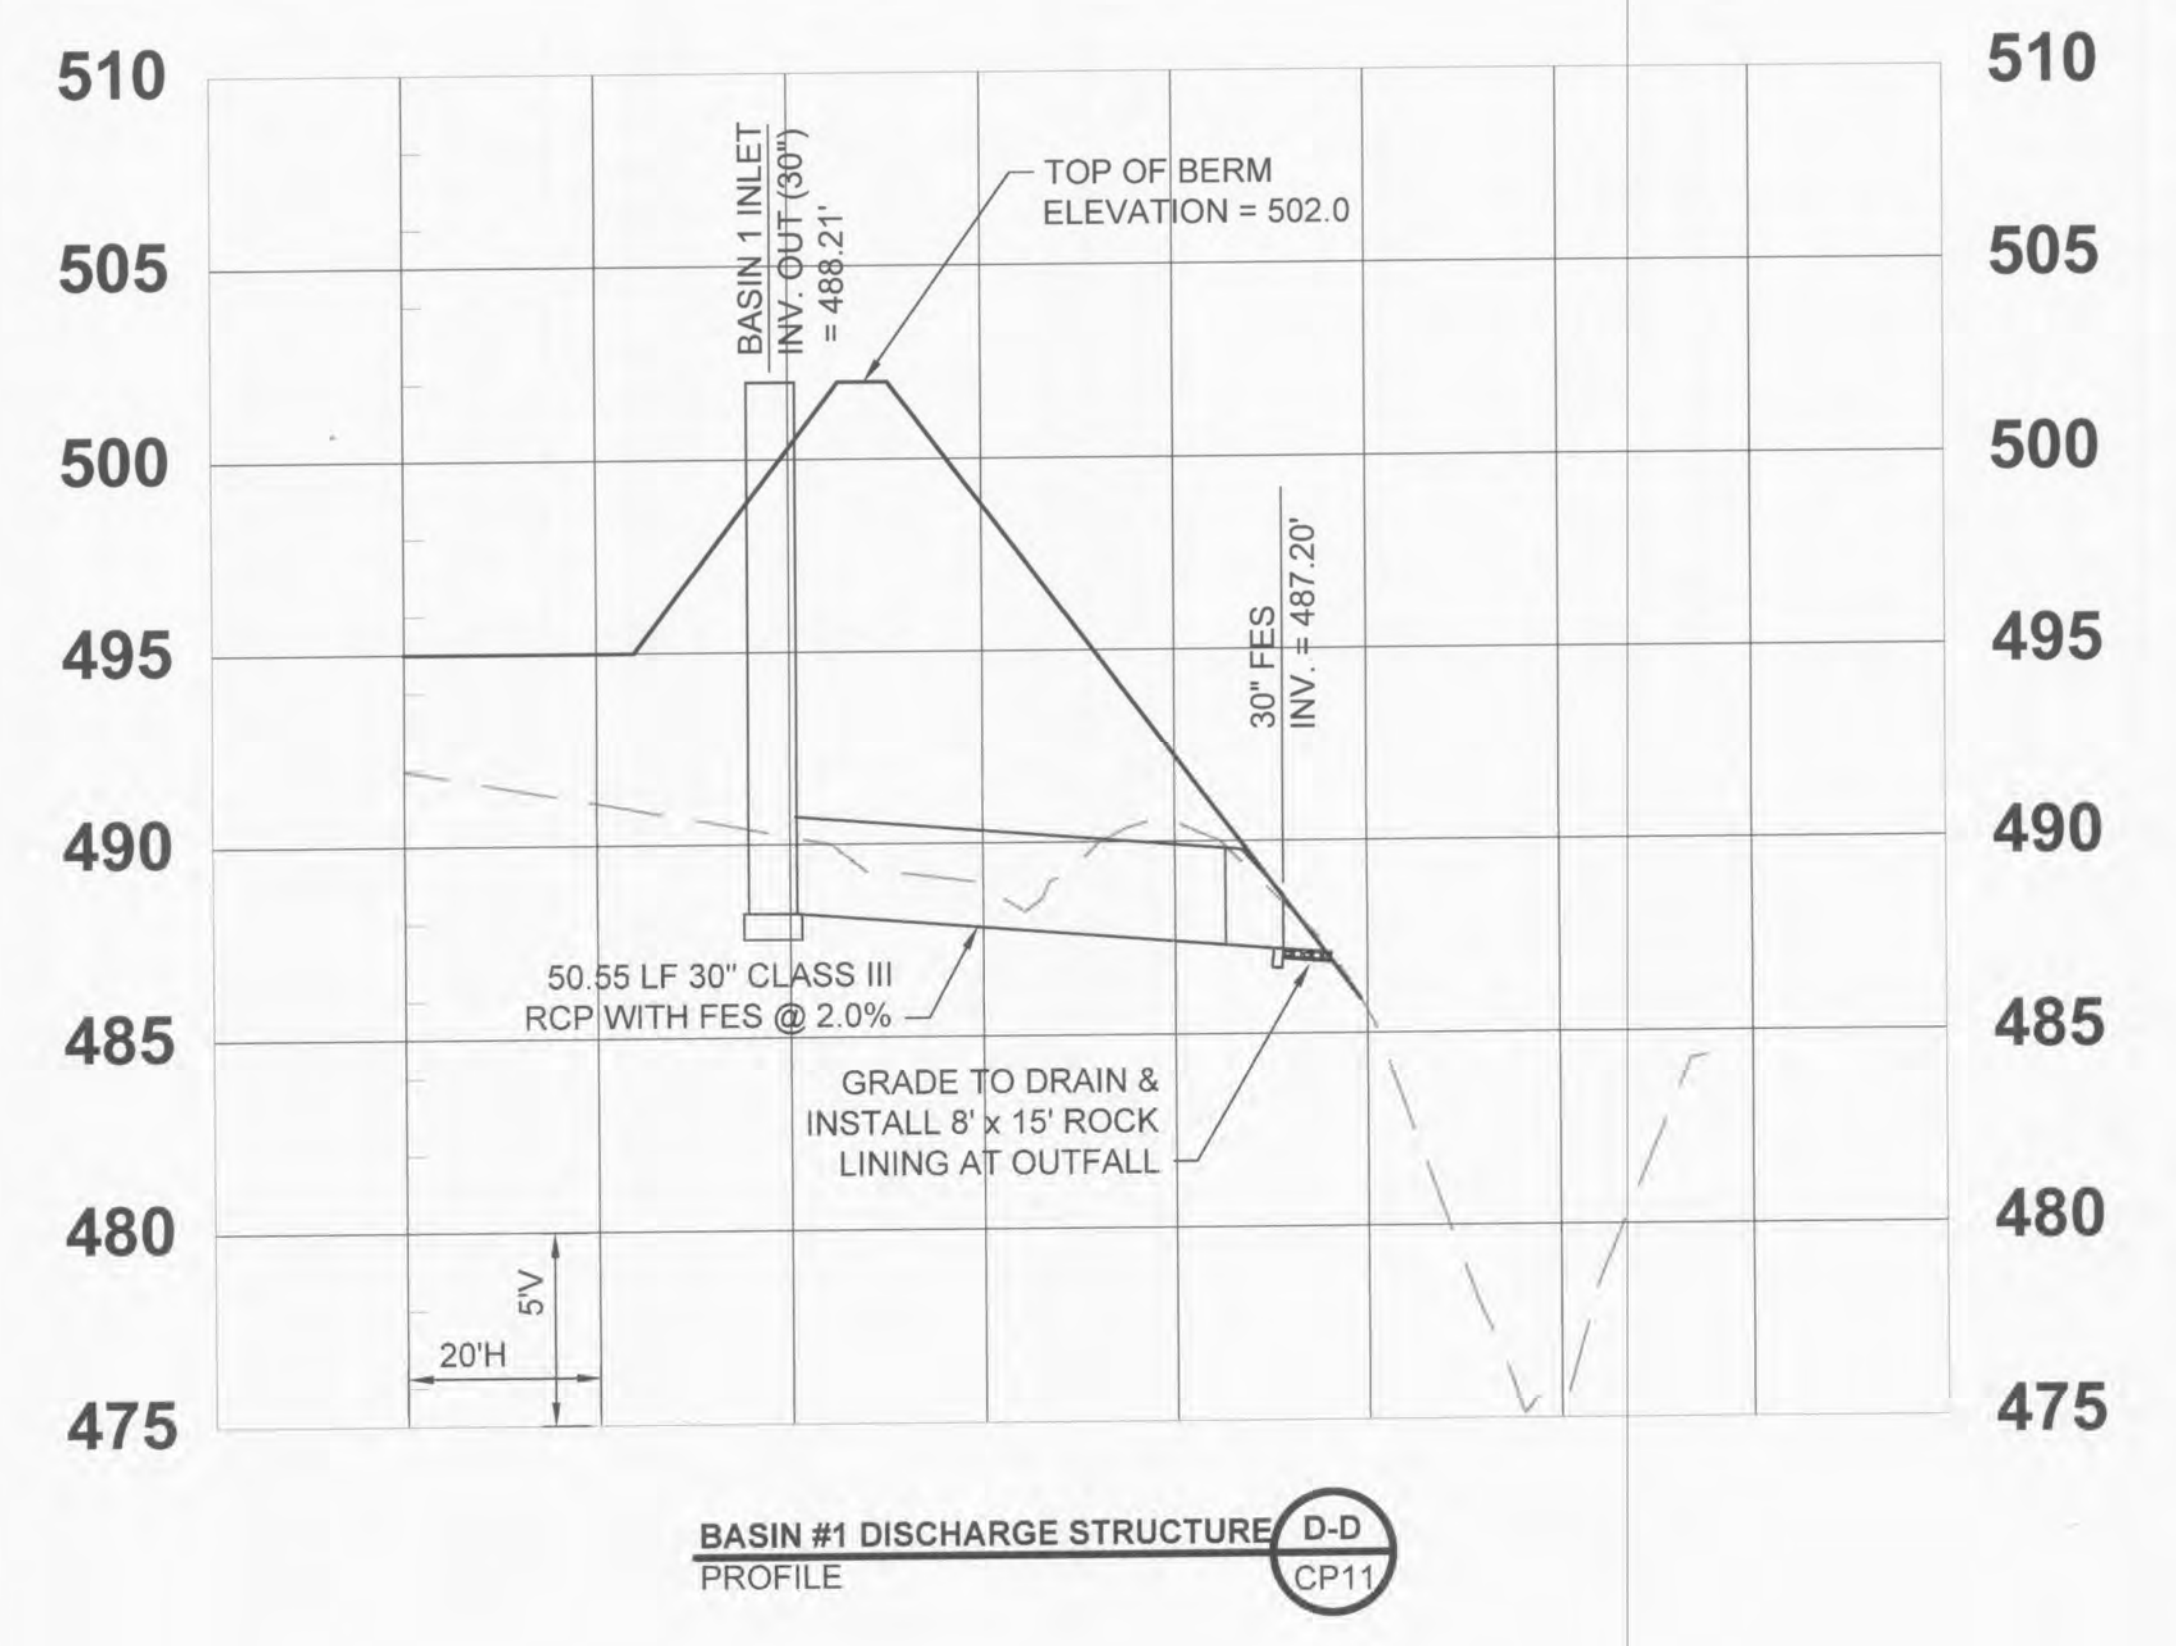 510
505
500
495
490
485
480
475
510
505
500
495
490
485
480
475
BASIN 1 INLET
INV. OUT (30")
= 488.21'
TOP OF BERM
ELEVATION = 502.0
30" FES
INV. = 487.20'
50.55 LF 30" CLASS III
RCP WITH FES @ 2.0%
GRADE TO DRAIN &
INSTALL 8' x 15' ROCK
LINING AT OUTFALL
5'V
20'H
BASIN #1 DISCHARGE STRUCTURE
PROFILE
D-D
CP11